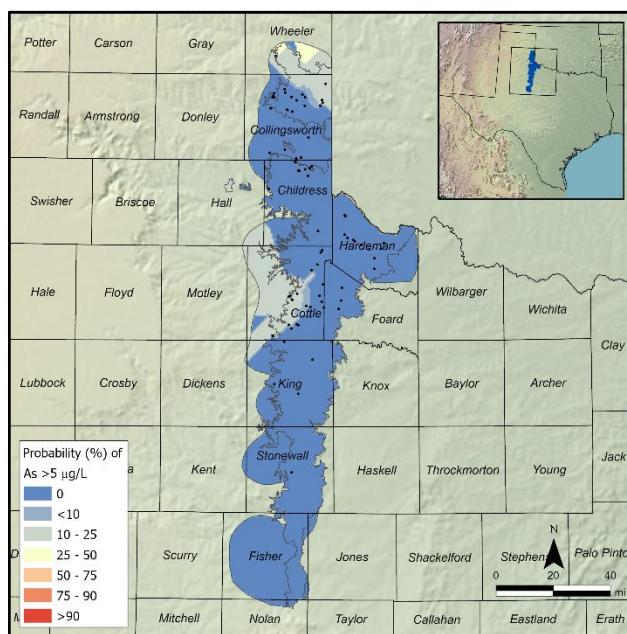 Wheeler
Potter Carson Gray
Randall Armstrong Donley Collingsworth
Swisher Briscoe Hall Childress
Hardeman
Hale Floyd Motley Cottle Foard Wilbarger Wichita
Clay
Lubbock Crosby Dickens King Knox Baylor Archer
Kent Stonewall Haskell Throckmorton Young Jack
Scurry Fisher Jones Shackelford Palo Pinto
Mitchell Nolan Taylor Callahan Eastland Erath
Probability (%) of
As >5 µg/L
0
<10
10 - 25
25 - 50
50 - 75
75 - 90
>90
N
0 20 40
mi